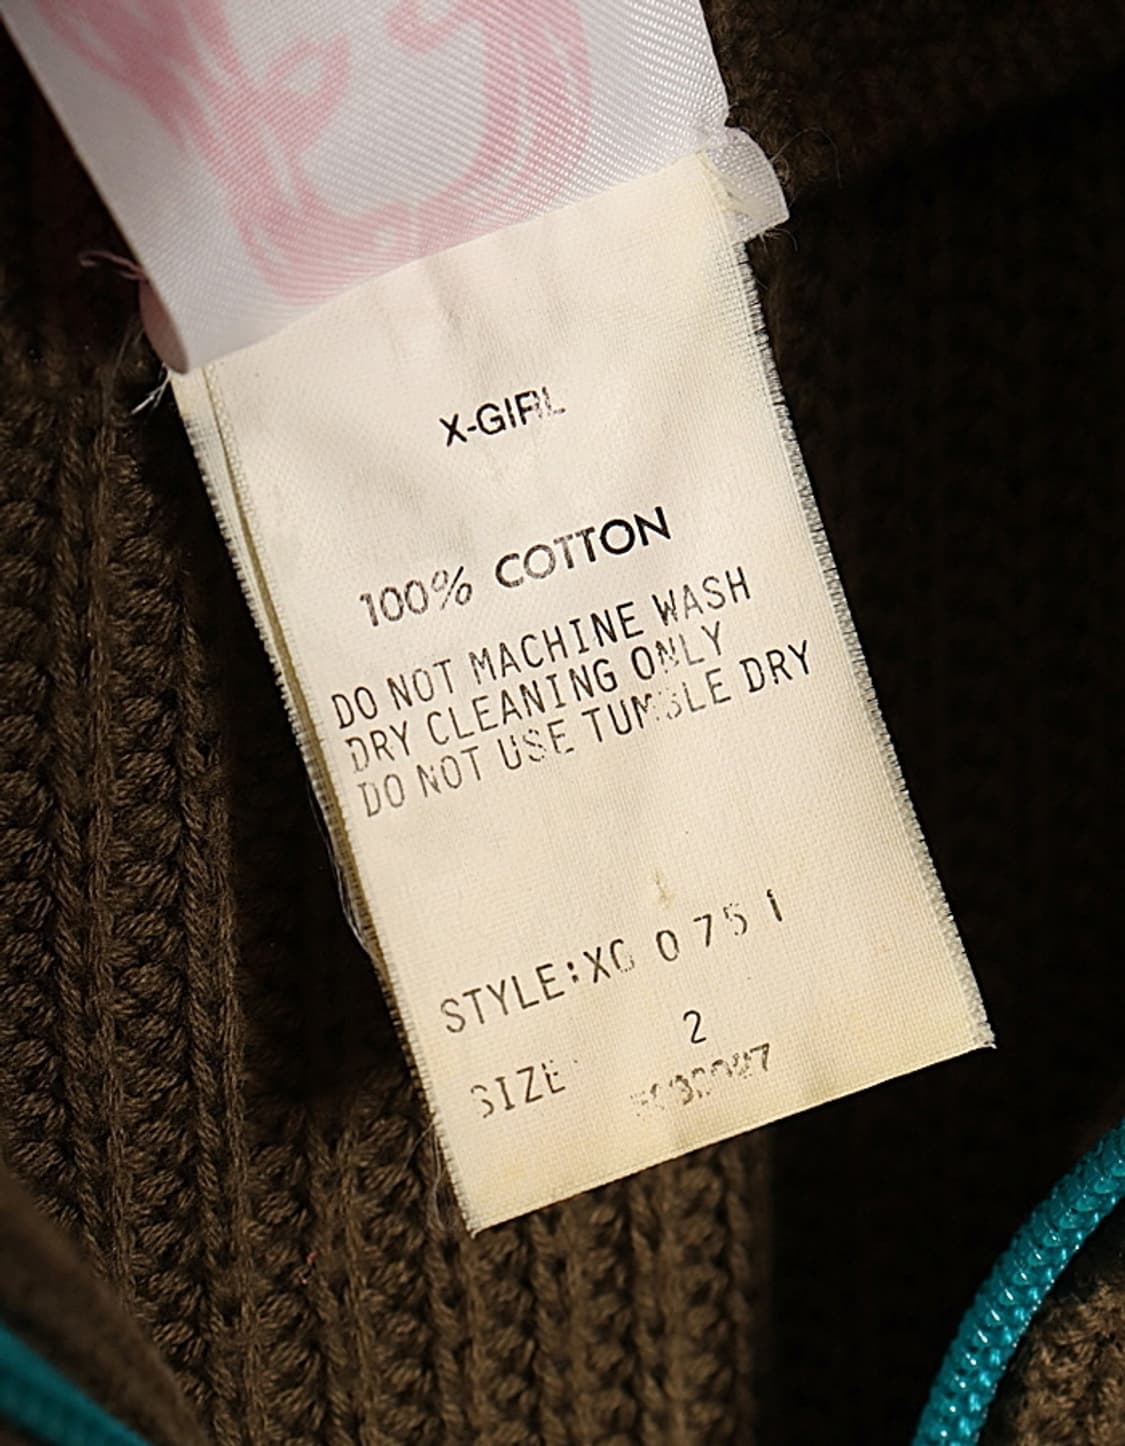 X-GIRL
100% COTTON
DO NOT MACHINE WASH
DRY CLEANING ONLY
DO NOT USE TUMBLE DRY
STYLE: 0751
SIZE 2